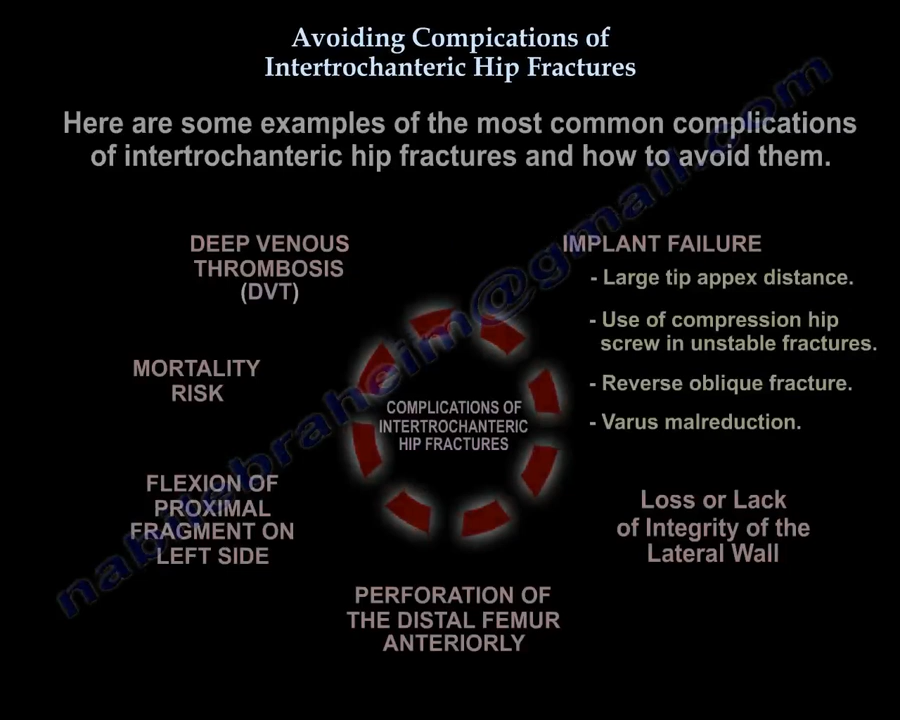 Avoiding Compications of
Intertrochanteric Hip Fractures
Here are some examples of the most common complications
of intertrochanteric hip fractures and how to avoid them.
DEEP VENOUS
THROMBOSIS
(DVT)
MORTALITY
RISK
FLEXION OF
PROXIMAL
FRAGMENT ON
LEFT SIDE
COMPLICATIONS OF
INTERTROCHANTERIC
HIP FRACTURES
PERFORATION OF
THE DISTAL FEMUR
ANTERIORLY
IMPLANT FAILURE
- Large tip appex distance.
- Use of compression hip
screw in unstable fractures.
- Reverse oblique fracture.
- Varus malreduction.
Loss or Lack
of Integrity of the
Lateral Wall
nabilebraheim@gmail.com